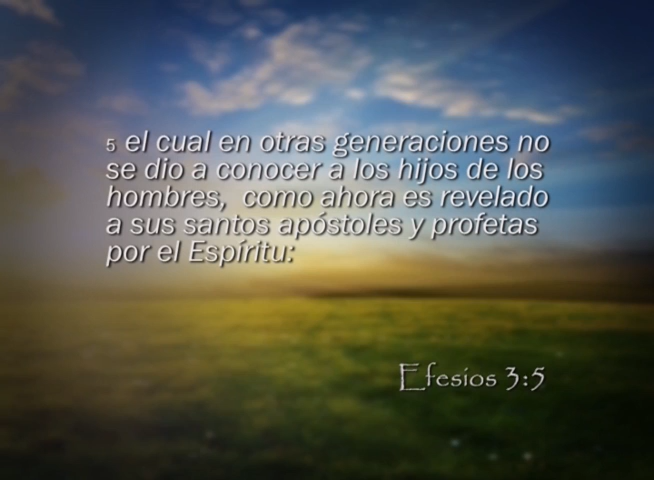 5 el cual en otras generaciones no
se dio a conocer a los hijos de los
hombres, como ahora es revelado
a sus santos apóstoles y profetas
por el Espíritu:
Efesios 3:5